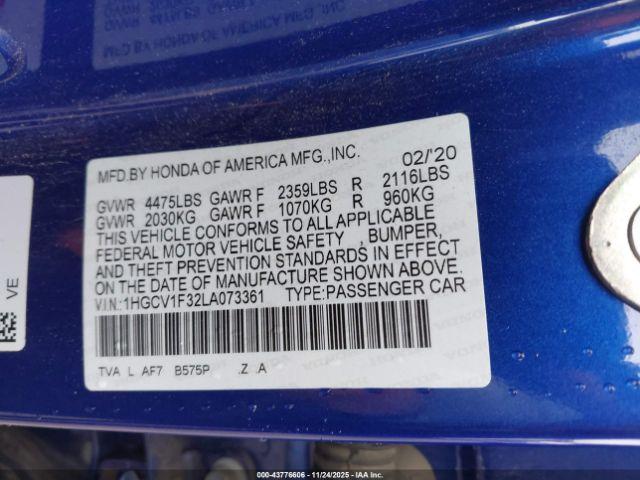 MFD.BY HONDA OF AMERICA MFG.,INC. 02/'20
GVWR 4475LBS GAWR F 2359LBS R 2116LBS
GVWR 2030KG GAWR F 1070KG R 960KG
THIS VEHICLE CONFORMS TO ALL APPLICABLE
FEDERAL MOTOR VEHICLE SAFETY , BUMPER,
AND THEFT PREVENTION STANDARDS IN EFFECT
ON THE DATE OF MANUFACTURE SHOWN ABOVE.
V.I.N.:1HGCV1F32LA073361 TYPE:PASSENGER CAR
TVA L AF7 B575P .Z .A
VE
000-43776606 - 11/24/2025 - IAA Inc.